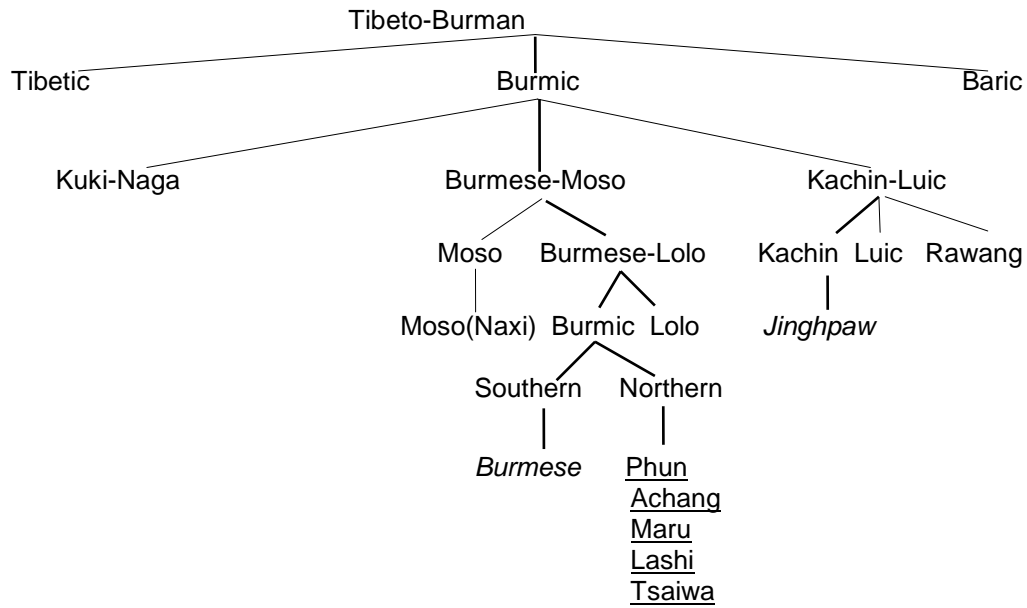 Tibeto-Burman
Tibetic Burmic Baric
Kuki-Naga Burmese-Moso Kachin-Luic
Moso Burmese-Lolo Kachin Luic Rawang
Moso(Naxi) Burmic Lolo Jinghpaw
Southern Northern
Burmese Phun
Achang
Maru
Lashi
Tsaiwa